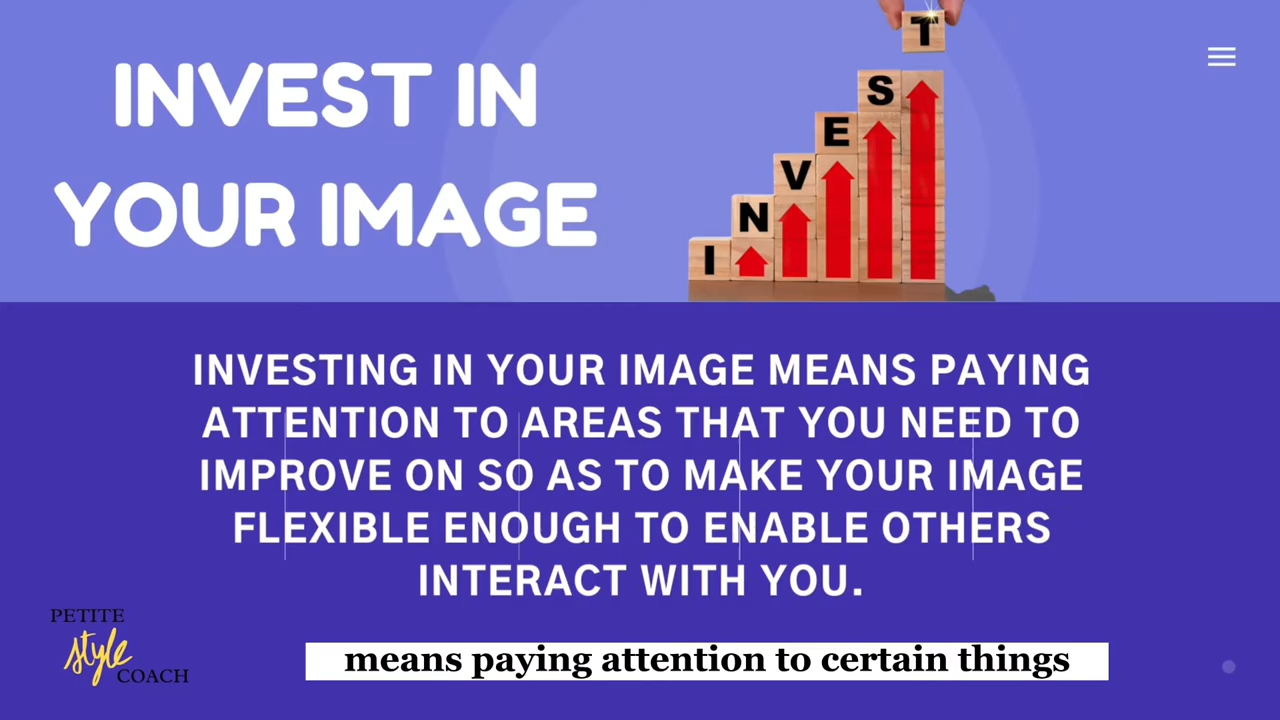 INVEST IN
YOUR IMAGE
I N V E S T
INVESTING IN YOUR IMAGE MEANS PAYING
ATTENTION TO AREAS THAT YOU NEED TO
IMPROVE ON SO AS TO MAKE YOUR IMAGE
FLEXIBLE ENOUGH TO ENABLE OTHERS
INTERACT WITH YOU.
PETITE
style
COACH
means paying attention to certain things